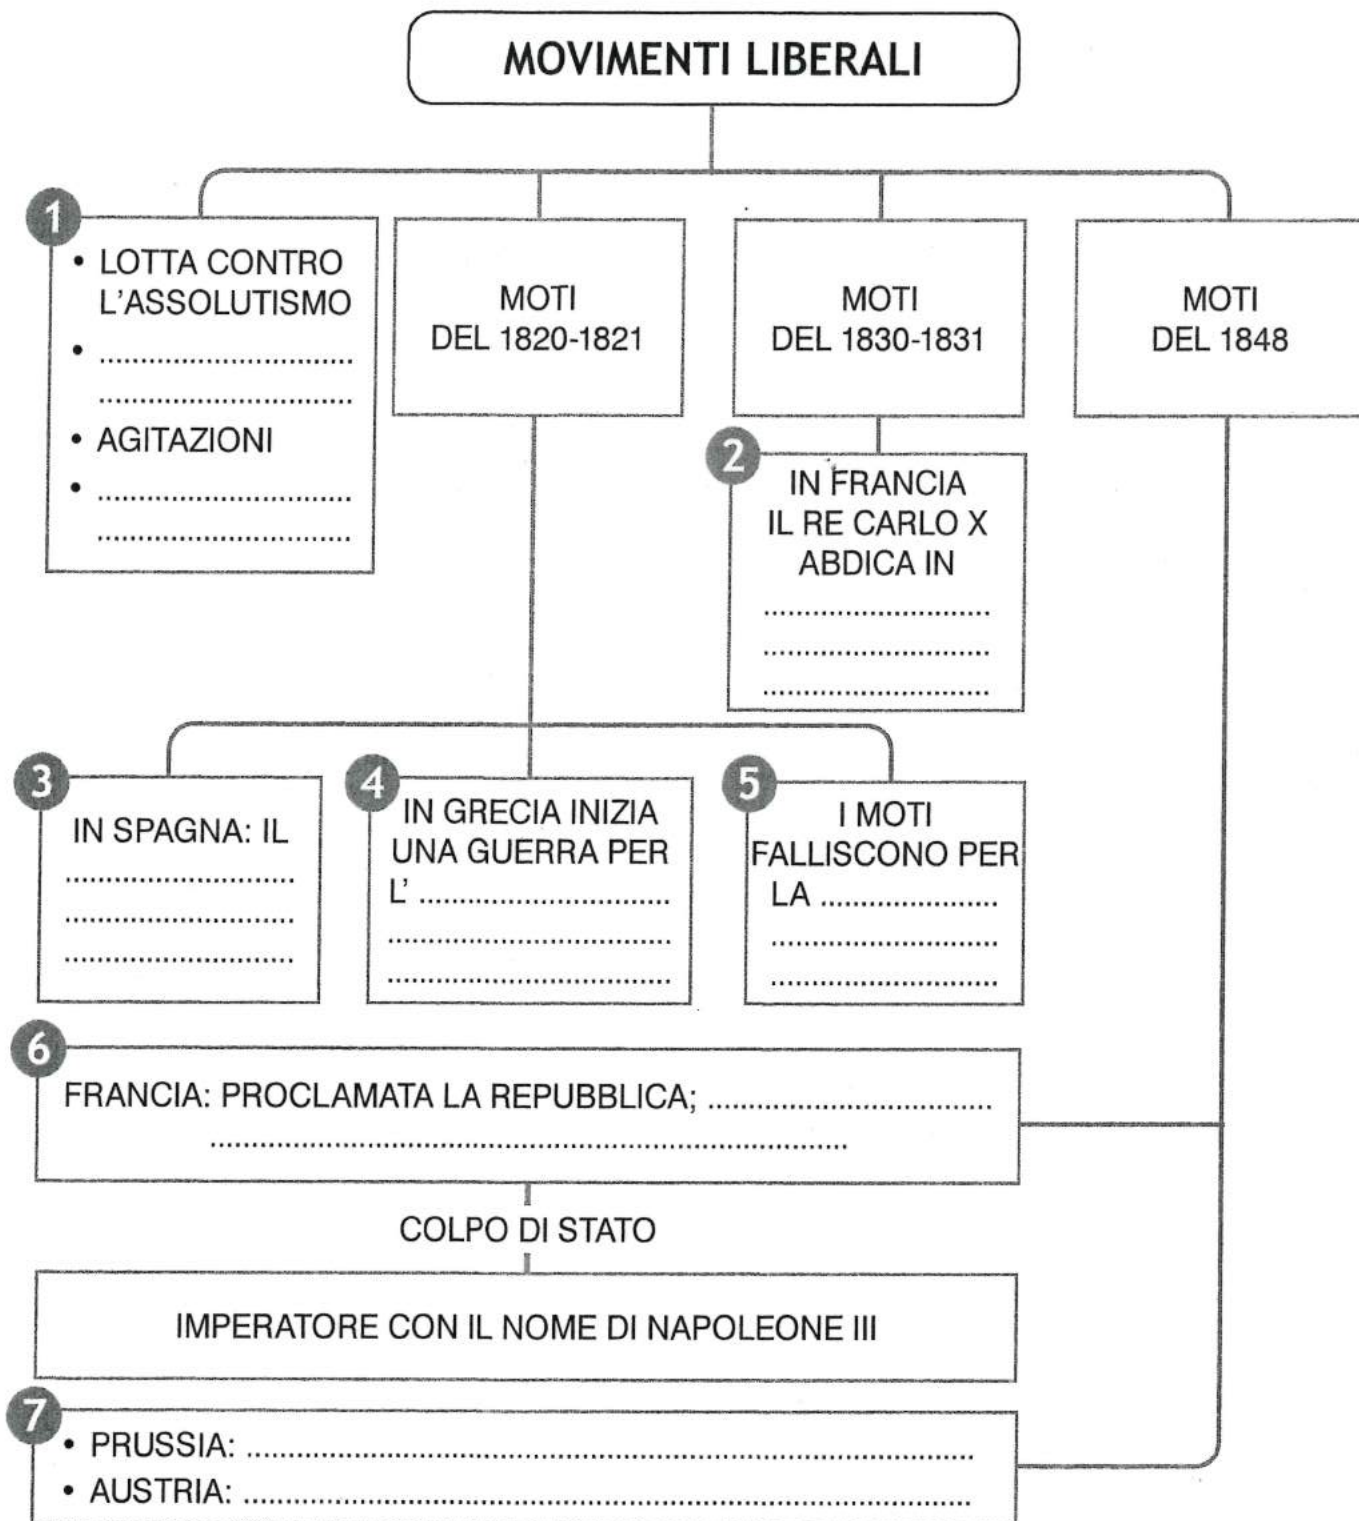 MOVIMENTI LIBERALI
1
• LOTTA CONTRO
L'ASSOLUTISMO
• ..............................
..............................
• AGITAZIONI
• ..............................
..............................
MOTI
DEL 1820-1821
MOTI
DEL 1830-1831
MOTI
DEL 1848
2
IN FRANCIA
IL RE CARLO X
ABDICA IN
...........................
...........................
...........................
3
IN SPAGNA: IL
...........................
...........................
...........................
4
IN GRECIA INIZIA
UNA GUERRA PER
L' ..............................
..................................
..................................
5
I MOTI
FALLISCONO PER
LA .....................
...........................
...........................
6
FRANCIA: PROCLAMATA LA REPUBBLICA; ..................................
............................................................................
COLPO DI STATO
IMPERATORE CON IL NOME DI NAPOLEONE III
7
• PRUSSIA: .......................................................................................
• AUSTRIA: .......................................................................................